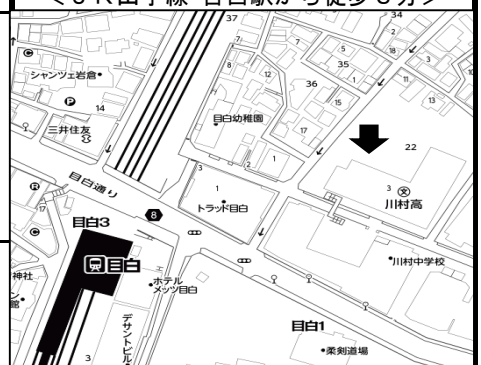 ＜ＪＲ山手線 目白駅から徒歩
37
34
7
7
2
18
5
35
3
C
シャンツェ岩倉
8
12
36
1
11
P
14
15
13
三井住友
目白幼稚園
17
22
2
1
3
目白通り
R
1
3
文
川村高
17
トラッド目白
C
目白3
8
川村中学校
目白
神社
ホテル
メッツ目白
館
目白1
デサントビル
柔剣道場
3